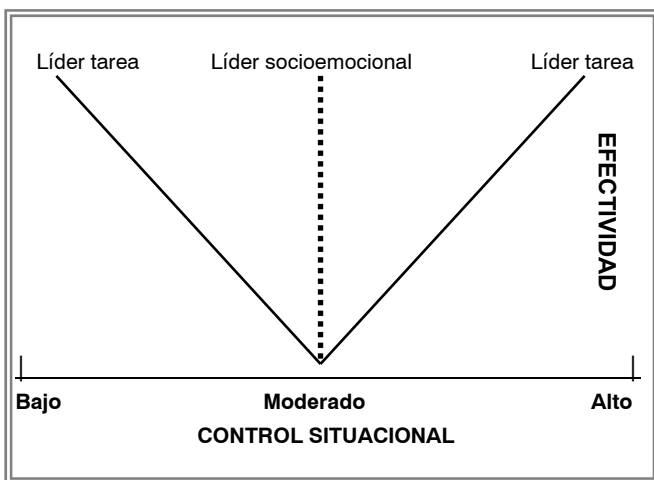 Líder tarea Líder socioemocional Líder tarea
EFECTIVIDAD
Bajo Moderado Alto
CONTROL SITUACIONAL